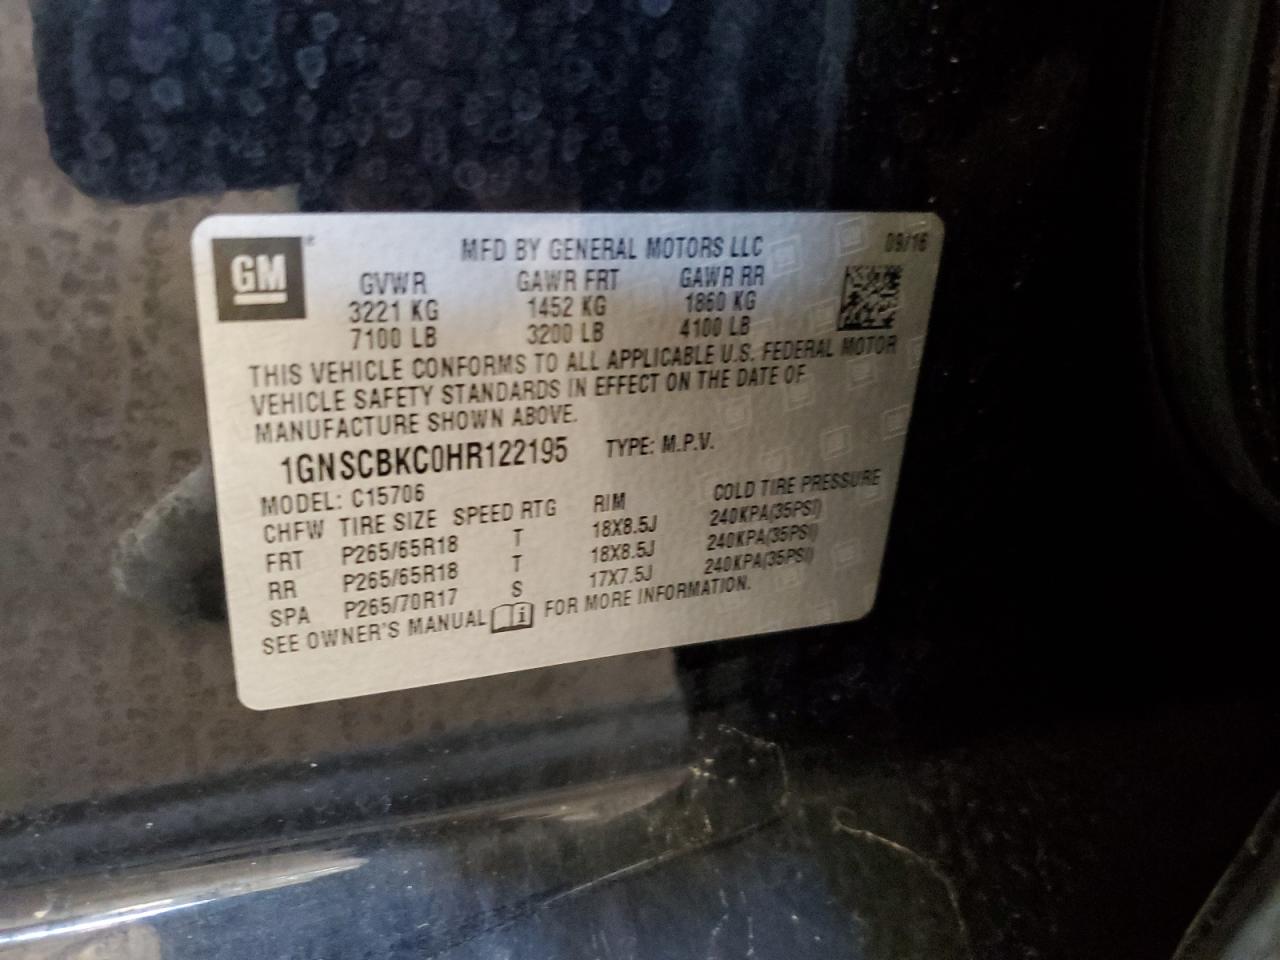 GM
MFD BY GENERAL MOTORS LLC 09/16
GVWR GAWR FRT GAWR RR
3221 KG 1452 KG 1860 KG
7100 LB 3200 LB 4100 LB
THIS VEHICLE CONFORMS TO ALL APPLICABLE U.S. FEDERAL MOTOR
VEHICLE SAFETY STANDARDS IN EFFECT ON THE DATE OF
MANUFACTURE SHOWN ABOVE.
1GNSCBKC0HR122195 TYPE: M.P.V.
MODEL: C15706
CHFW TIRE SIZE SPEED RTG RIM COLD TIRE PRESSURE
FRT P265/65R18 T 18X8.5J 240KPA(35PSI)
RR P265/65R18 T 18X8.5J 240KPA(35PSI)
SPA P265/70R17 S 17X7.5J 240KPA(35PSI)
SEE OWNER'S MANUAL FOR MORE INFORMATION.